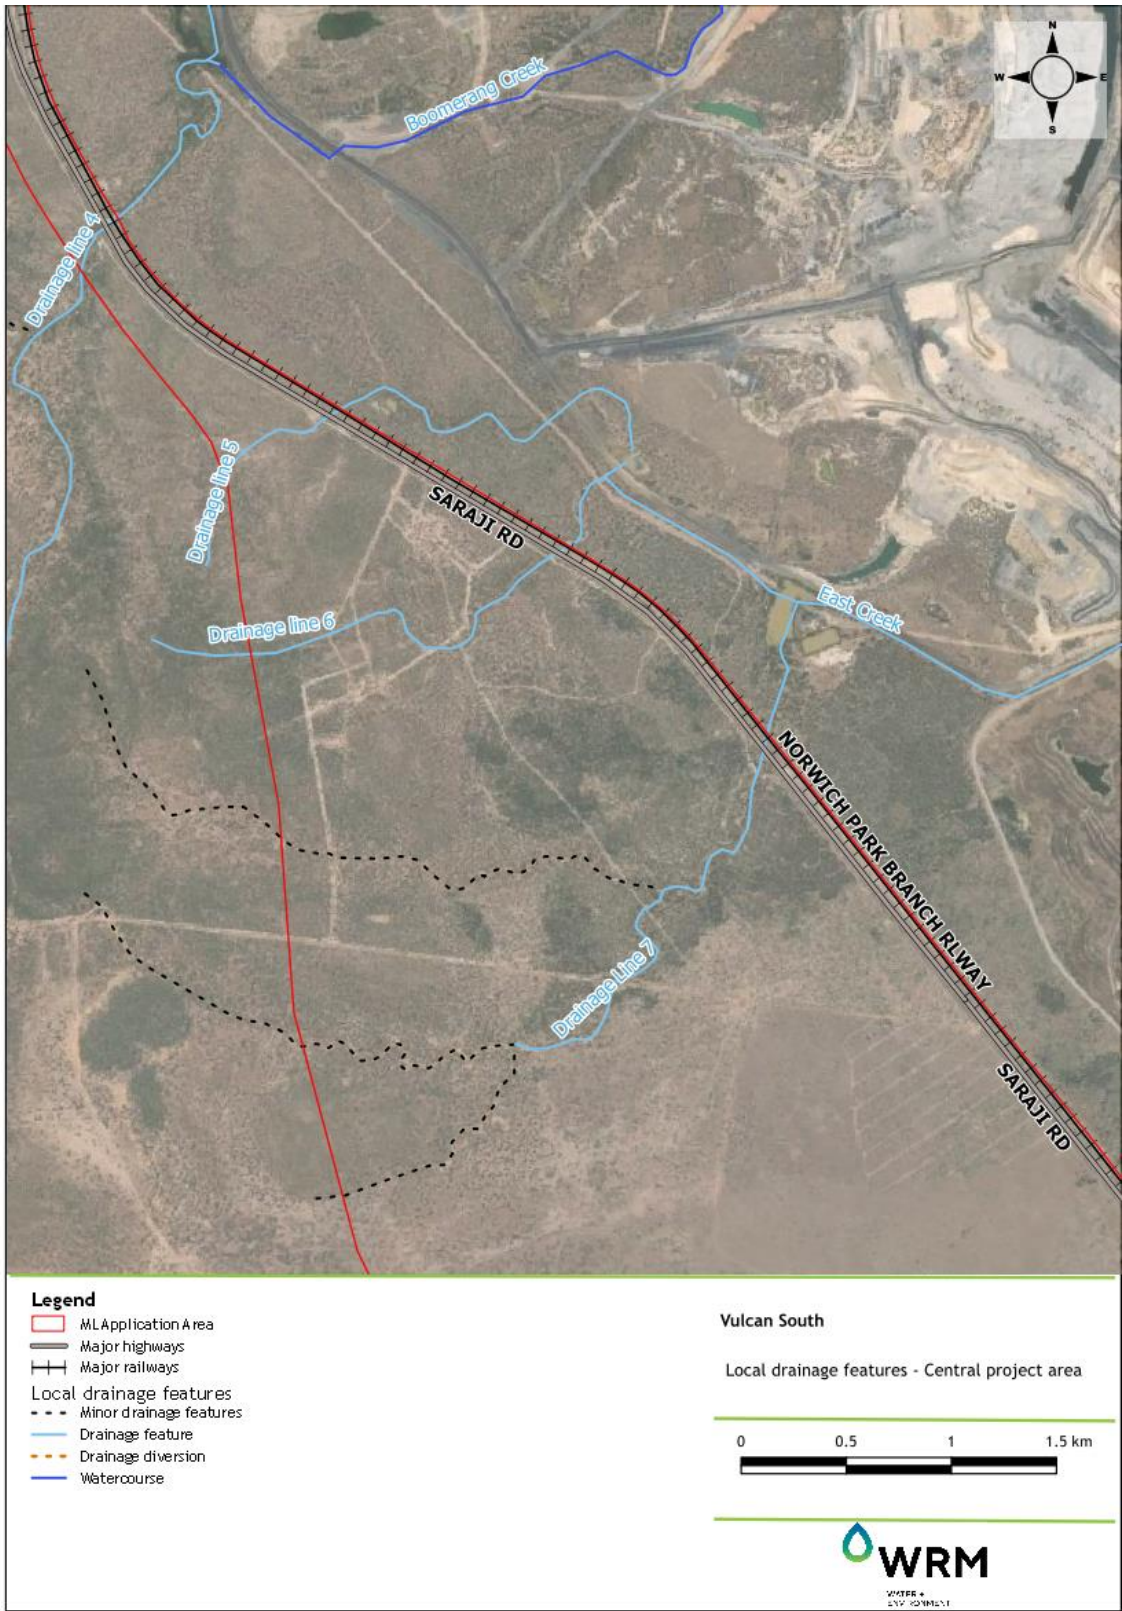 N
W
E
S
Boomerang Creek
Drainage line 4
Drainage line 5
SARAJI RD
East Creek
Drainage line 6
NORWICH PARK BRANCH RLWAY
Drainage Line 7
SARAJI RD
Legend
ML Application Area
Major highways
Major railways
Local drainage features
Minor drainage features
Drainage feature
Drainage diversion
Watercourse
Vulcan South
Local drainage features - Central project area
0 0.5 1 1.5 km
WRM
WATER +
ENVIRONMENT